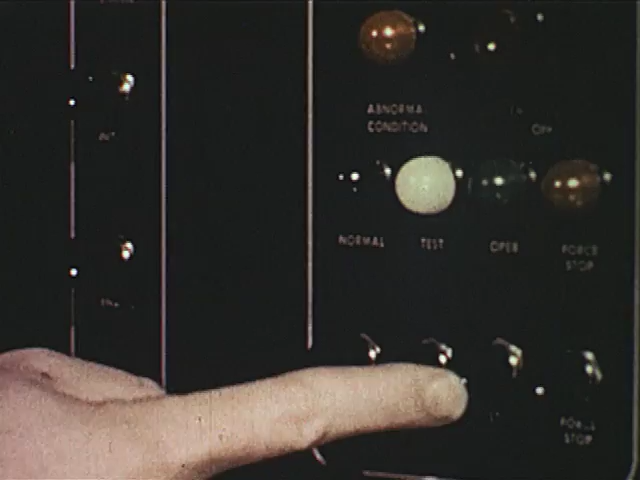 ABNORMAL
CONDITION
OFF
NORMAL TEST OPER FORCE
STOP
FORCE
STOP